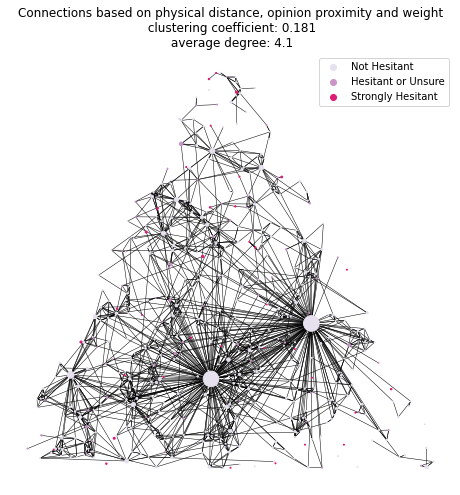 Connections based on physical distance, opinion proximity and weight
clustering coefficient: 0.181
average degree: 4.1
Not Hesitant
Hesitant or Unsure
Strongly Hesitant